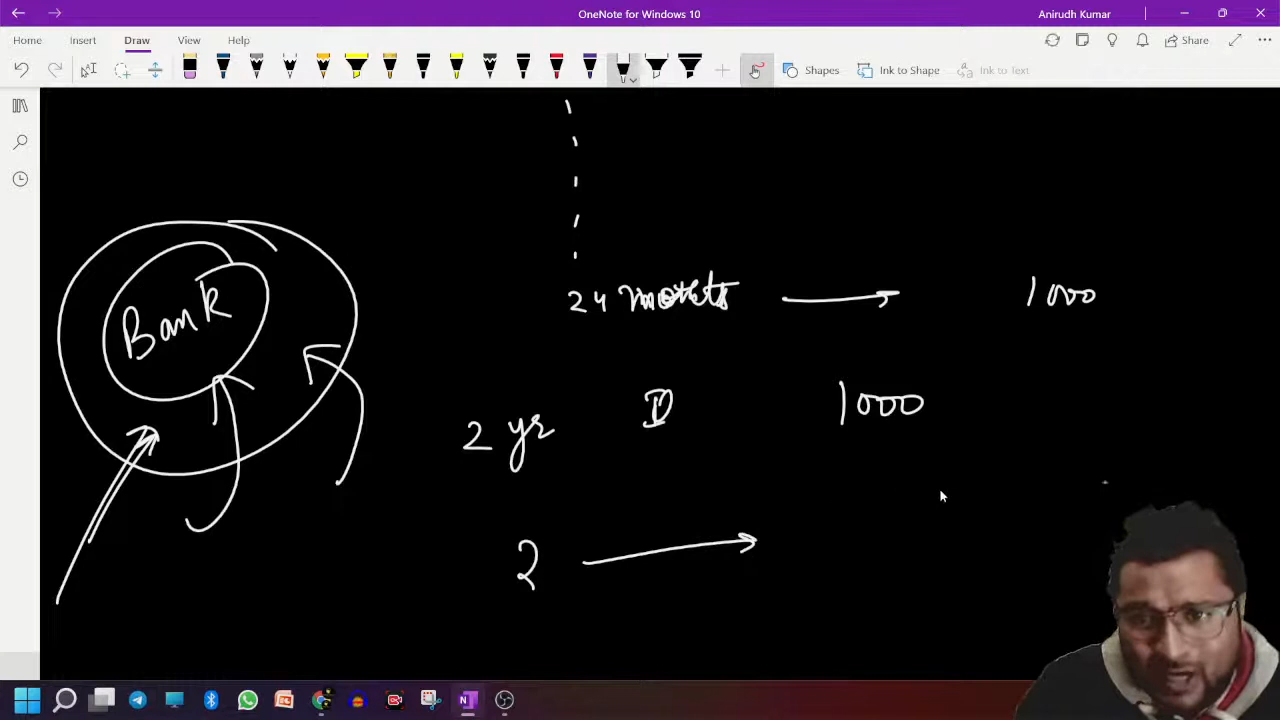 OneNote for Windows 10
Anirudh Kumar
Home Insert Draw View Help
Share
Shapes
Ink to Shape
Ink to Text
Bank
24 months 1000
2 yr D 1000
2